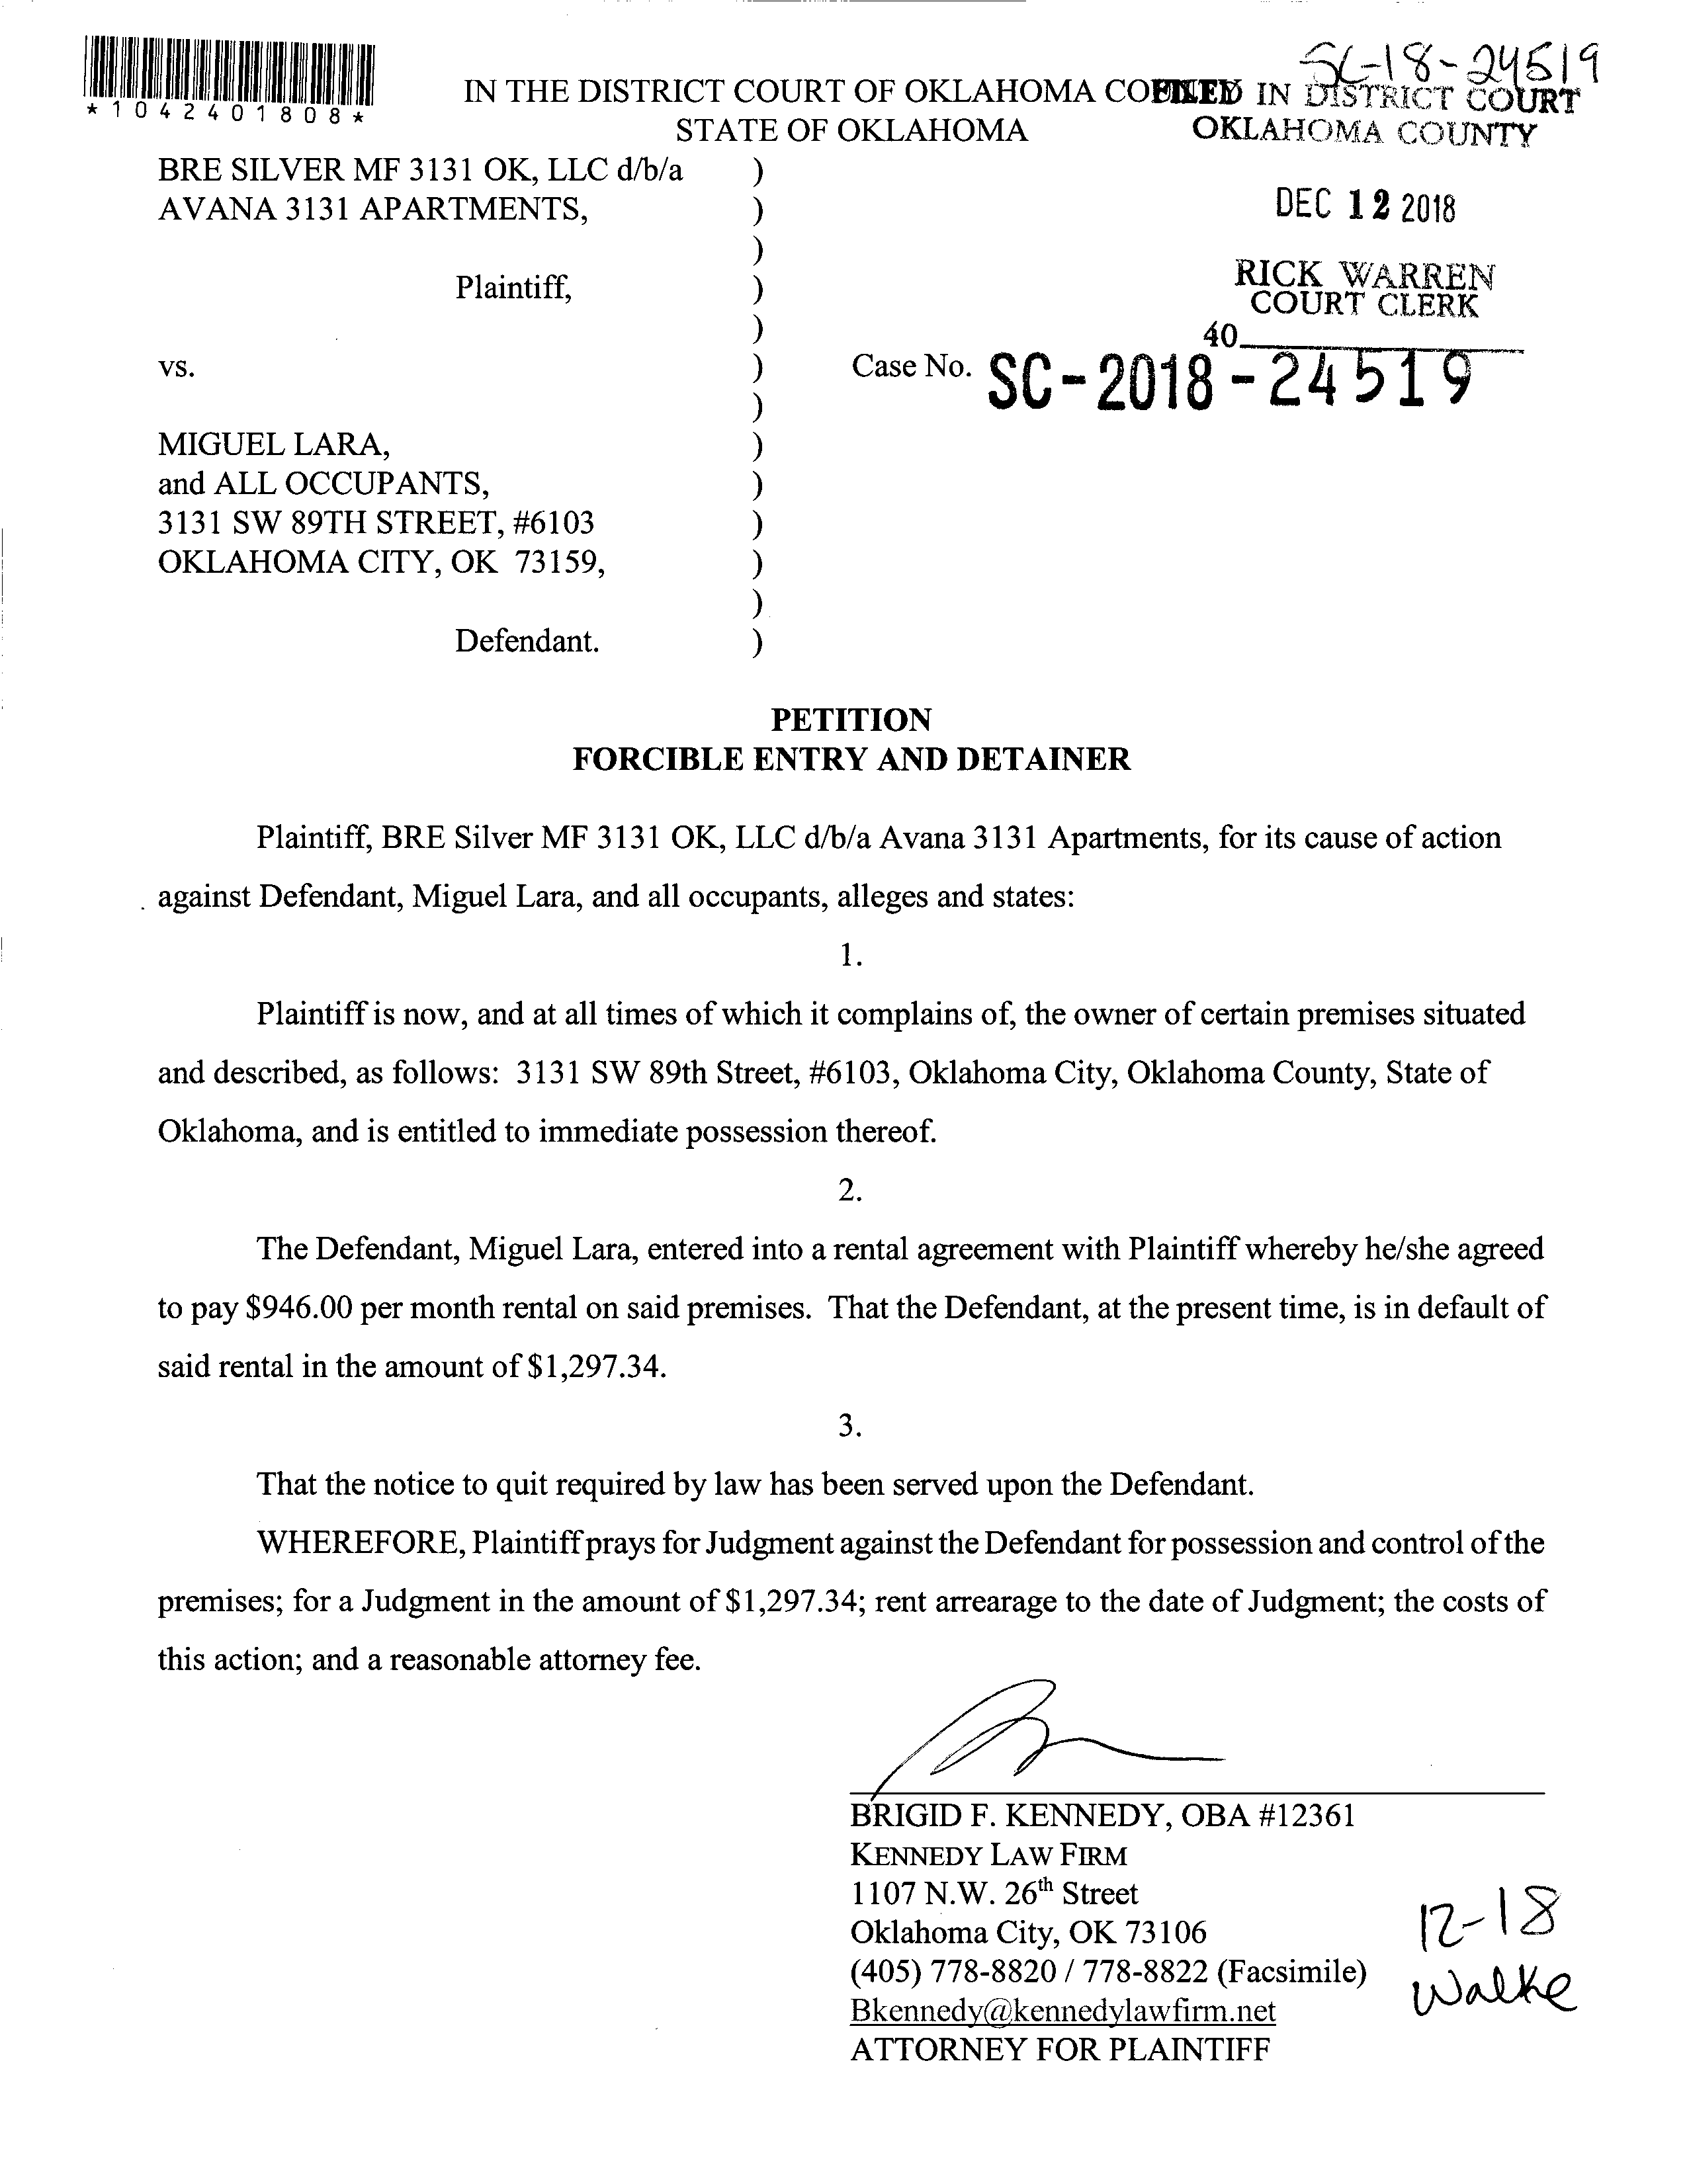 SC-18-24519
*1042401808*
IN THE DISTRICT COURT OF OKLAHOMA COUNTY
STATE OF OKLAHOMA
FILED IN DISTRICT COURT
OKLAHOMA COUNTY
DEC 12 2018
RICK WARREN
COURT CLERK
40
BRE SILVER MF 3131 OK, LLC d/b/a )
AVANA 3131 APARTMENTS, )
)
Plaintiff, )
)
vs. ) Case No. SC-2018-24519
)
MIGUEL LARA, )
and ALL OCCUPANTS, )
3131 SW 89TH STREET, #6103 )
OKLAHOMA CITY, OK 73159, )
)
Defendant. )
PETITION
FORCIBLE ENTRY AND DETAINER
Plaintiff, BRE Silver MF 3131 OK, LLC d/b/a Avana 3131 Apartments, for its cause of action
against Defendant, Miguel Lara, and all occupants, alleges and states:
1.
Plaintiff is now, and at all times of which it complains of, the owner of certain premises situated
and described, as follows: 3131 SW 89th Street, #6103, Oklahoma City, Oklahoma County, State of
Oklahoma, and is entitled to immediate possession thereof.
2.
The Defendant, Miguel Lara, entered into a rental agreement with Plaintiff whereby he/she agreed
to pay $946.00 per month rental on said premises. That the Defendant, at the present time, is in default of
said rental in the amount of $1,297.34.
3.
That the notice to quit required by law has been served upon the Defendant.
WHEREFORE, Plaintiff prays for Judgment against the Defendant for possession and control of the
premises; for a Judgment in the amount of $1,297.34; rent arrearage to the date of Judgment; the costs of
this action; and a reasonable attorney fee.
BRIGID F. KENNEDY, OBA #12361
KENNEDY LAW FIRM
1107 N.W. 26th Street
Oklahoma City, OK 73106
(405) 778-8820 / 778-8822 (Facsimile)
Bkennedy@kennedylawfirm.net
ATTORNEY FOR PLAINTIFF
12-18
Walke